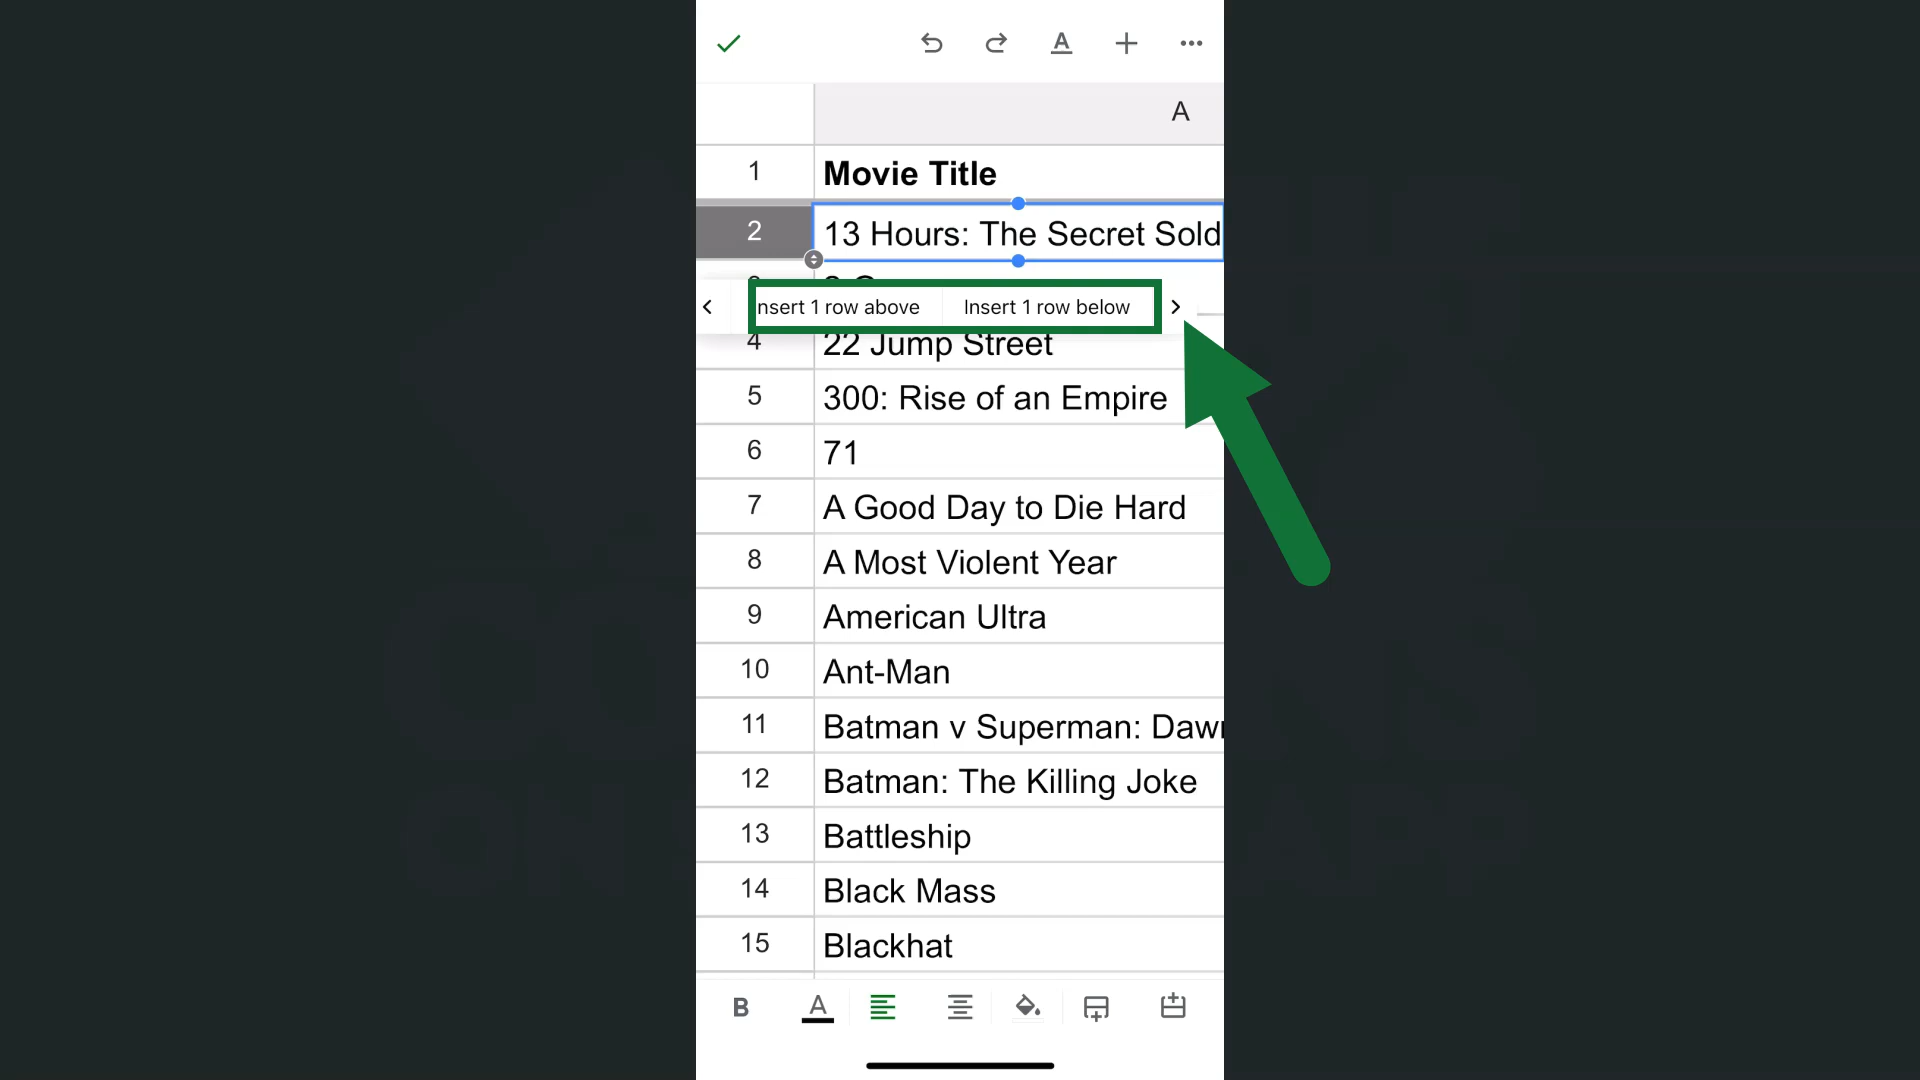 A
A
1 Movie Title
2 13 Hours: The Secret Sold
nsert 1 row above Insert 1 row below
4 22 Jump Street
5 300: Rise of an Empire
6 71
7 A Good Day to Die Hard
8 A Most Violent Year
9 American Ultra
10 Ant-Man
11 Batman v Superman: Daw
12 Batman: The Killing Joke
13 Battleship
14 Black Mass
15 Blackhat
B A